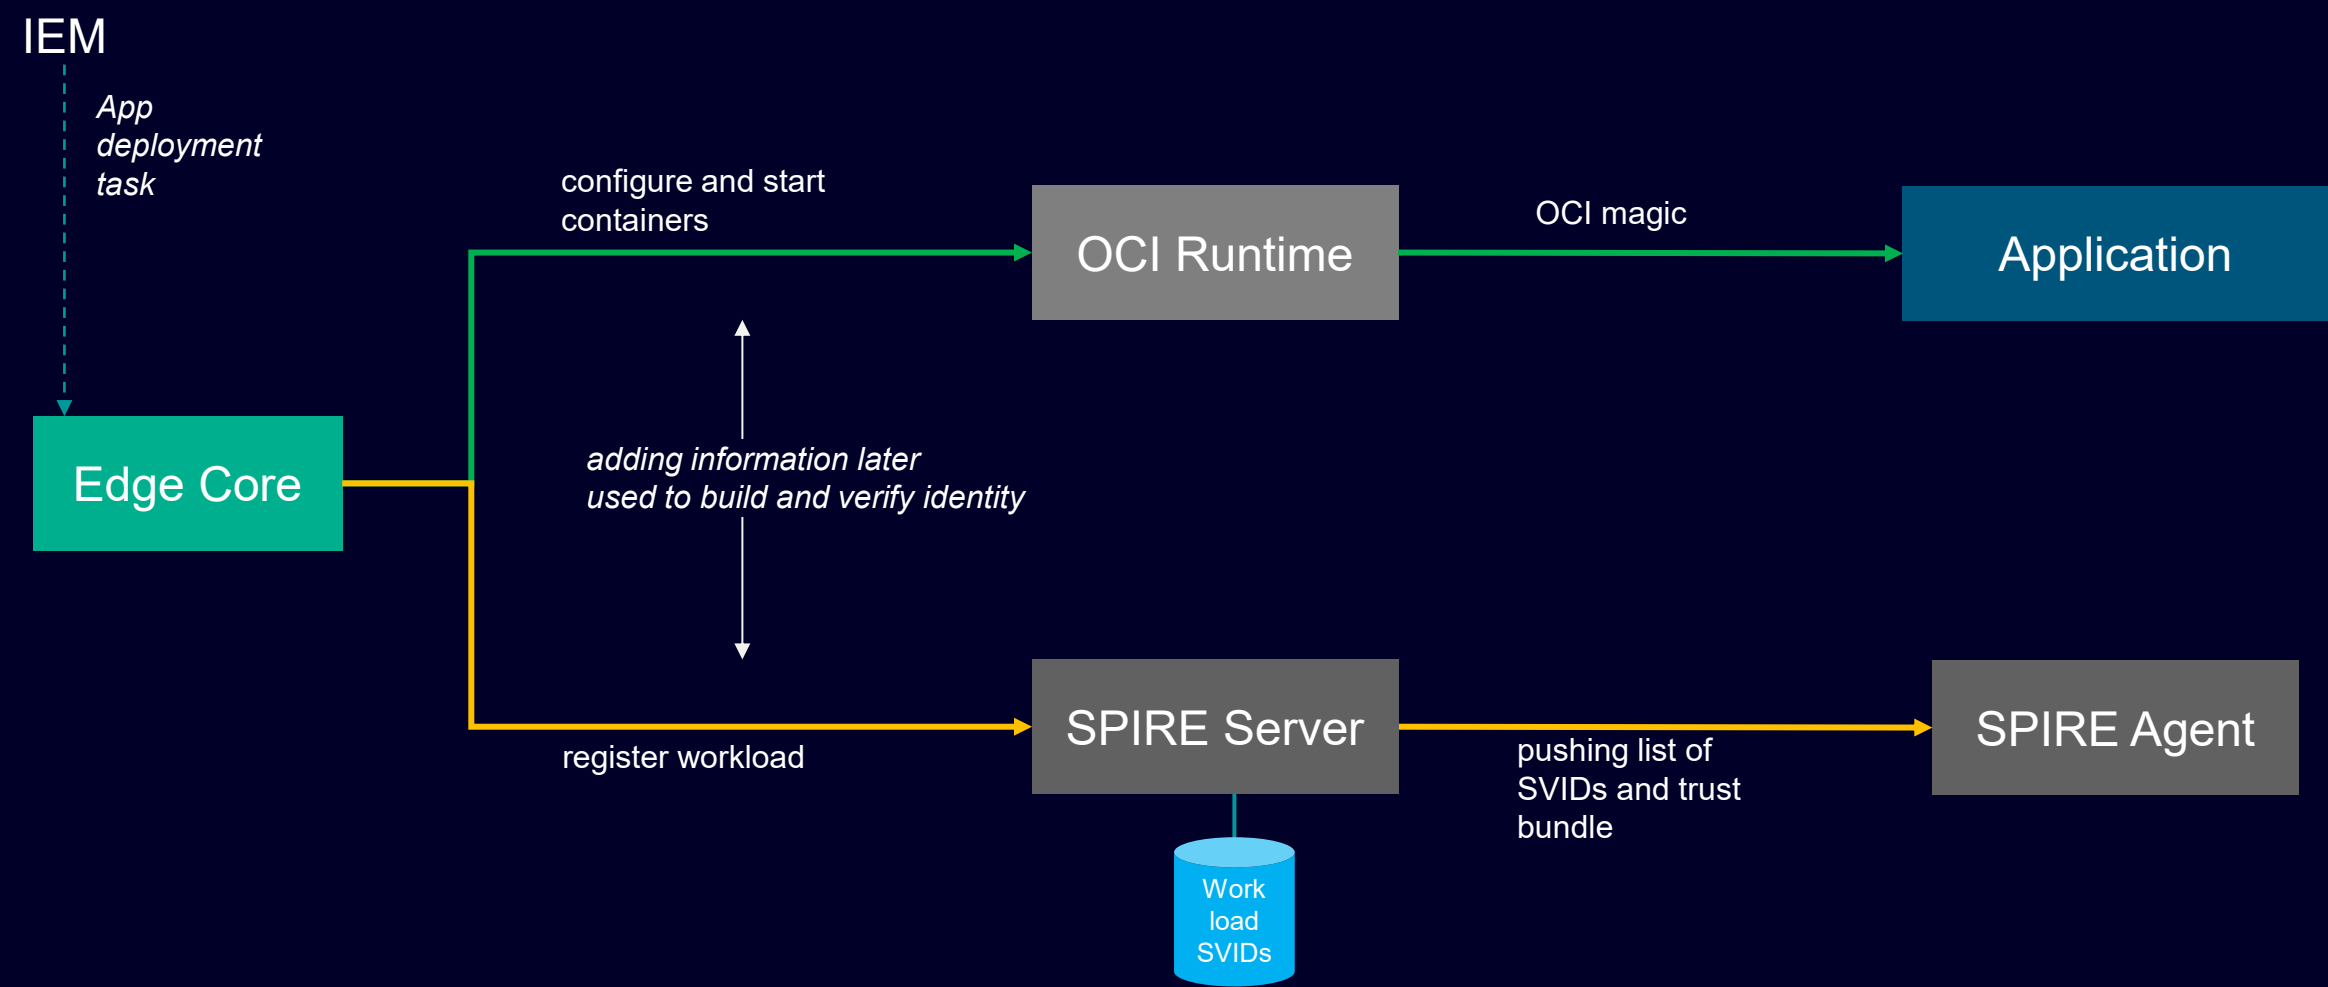 IEM
App
deployment
task
configure and start
containers
OCI Runtime
OCI magic
Application
Edge Core
adding information later
used to build and verify identity
register workload
SPIRE Server
pushing list of
SVIDs and trust
bundle
SPIRE Agent
Work
load
SVIDs